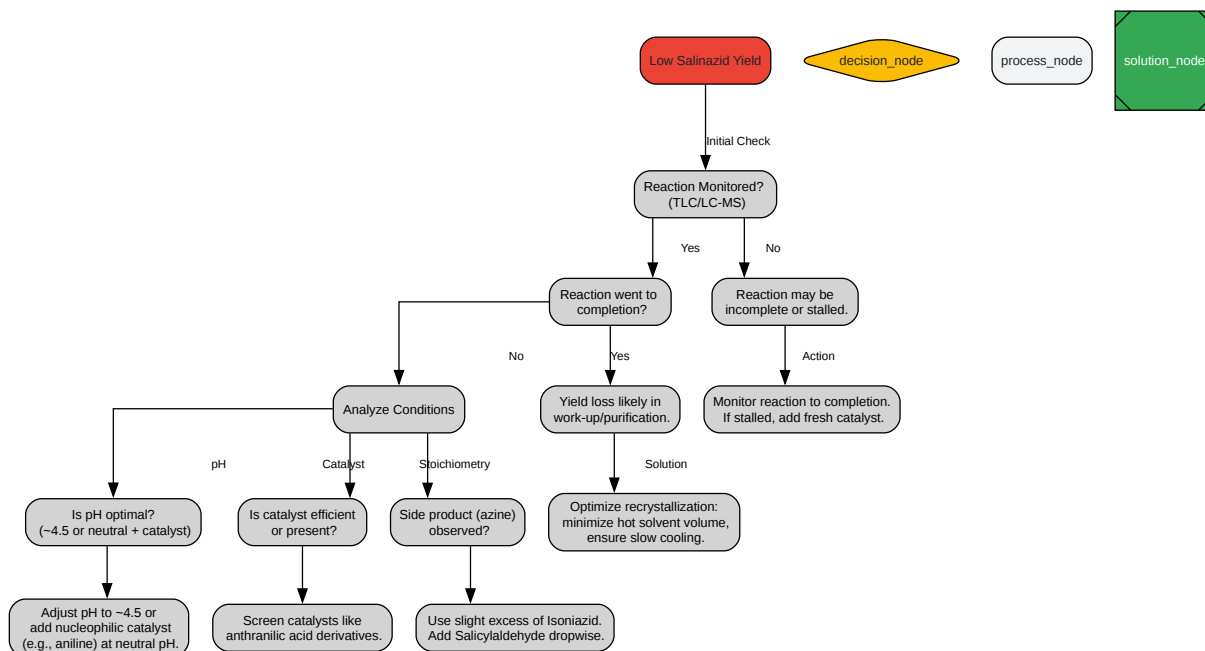 Low Salinazid Yield
decision_node
process_node
solution_node
Initial Check
Reaction Monitored?
(TLC/LC-MS)
Yes
No
Reaction went to
completion?
Reaction may be
incomplete or stalled.
No
Yes
Action
Analyze Conditions
Yield loss likely in
work-up/purification.
Monitor reaction to completion.
If stalled, add fresh catalyst.
pH
Catalyst
Stoichiometry
Solution
Is pH optimal?
(~4.5 or neutral + catalyst)
Is catalyst efficient
or present?
Side product (azine)
observed?
Optimize recrystallization:
minimize hot solvent volume,
ensure slow cooling.
Adjust pH to ~4.5 or
add nucleophilic catalyst
(e.g., aniline) at neutral pH.
Screen catalysts like
anthranilic acid derivatives.
Use slight excess of Isoniazid.
Add Salicylaldehyde dropwise.